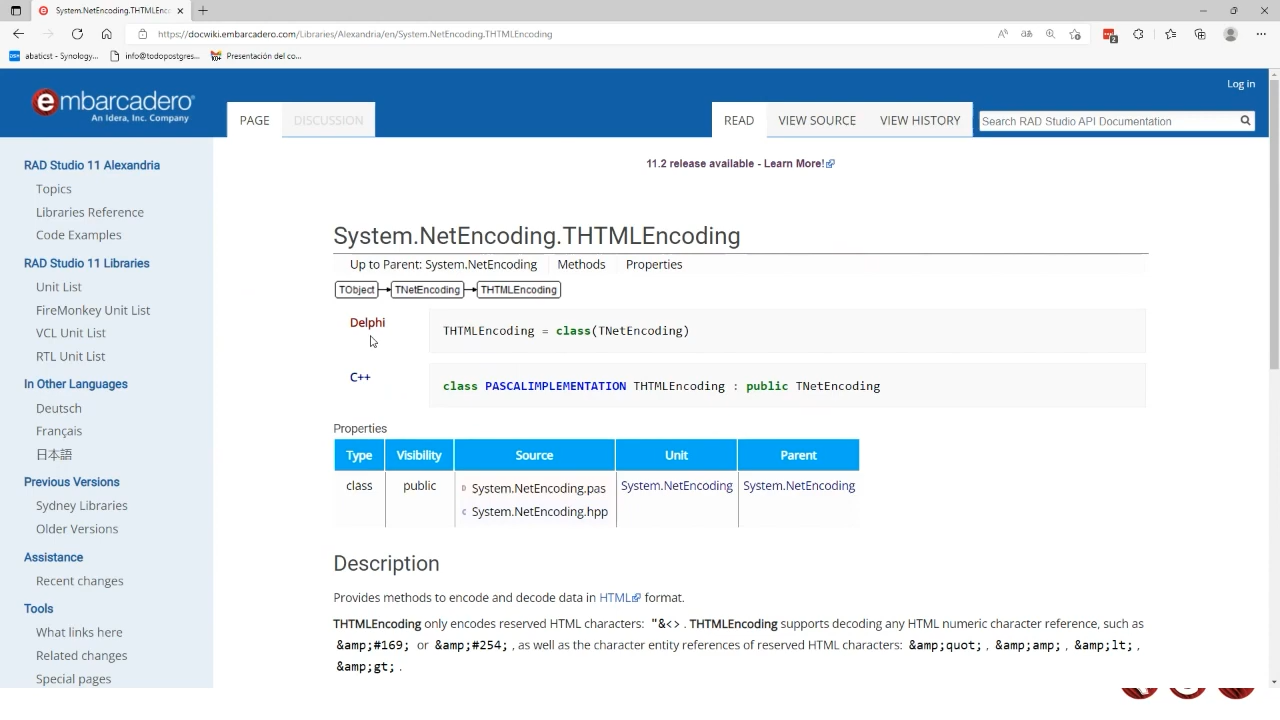 System.NetEncoding.THTMLEnc
https://docwiki.embarcadero.com/Libraries/Alexandria/en/System.NetEncoding.THTMLEncoding
abaticst - Synology...
info@todopostgres...
Presentación del co...
Log in
embarcadero
An Idera, Inc. Company
PAGE
DISCUSSION
READ
VIEW SOURCE
VIEW HISTORY
Search RAD Studio API Documentation
RAD Studio 11 Alexandria
Topics
Libraries Reference
Code Examples
RAD Studio 11 Libraries
Unit List
FireMonkey Unit List
VCL Unit List
RTL Unit List
In Other Languages
Deutsch
Français
日本語
Previous Versions
Sydney Libraries
Older Versions
Assistance
Recent changes
Tools
What links here
Related changes
Special pages
11.2 release available - Learn More!
System.NetEncoding.THTMLEncoding
Up to Parent: System.NetEncoding Methods Properties
TObject TNetEncoding THTMLEncoding
Delphi
THTMLEncoding = class(TNetEncoding)
C++
class PASCALIMPLEMENTATION THTMLEncoding : public TNetEncoding
Properties
Type Visibility Source Unit Parent
class public System.NetEncoding.pas System.NetEncoding System.NetEncoding
System.NetEncoding.hpp
Description
Provides methods to encode and decode data in HTML format.
THTMLEncoding only encodes reserved HTML characters: "&<> . THTMLEncoding supports decoding any HTML numeric character reference, such as
&amp;#169; or &amp;#254; , as well as the character entity references of reserved HTML characters: &amp;quot; , &amp;amp; , &amp;lt; ,
&amp;gt; .